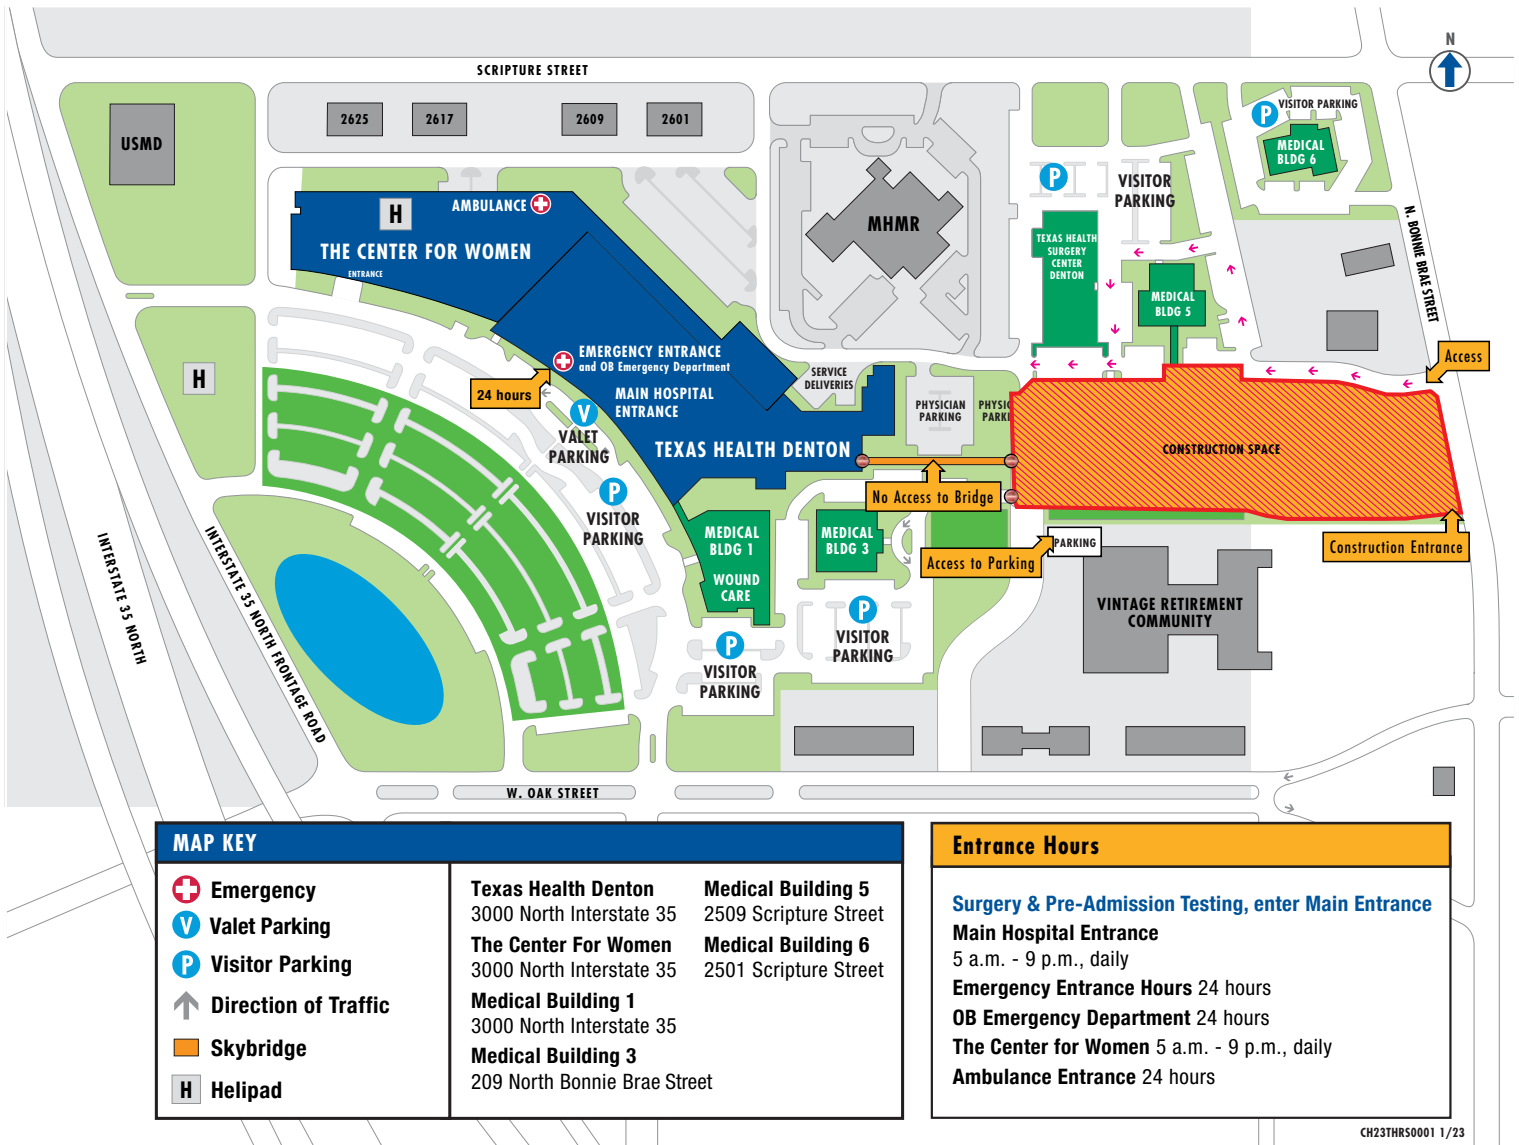 N
SCRIPTURE STREET
USMD
2625
2617
2609
2601
P
VISITOR PARKING
MEDICAL
BLDG 6
P
VISITOR
PARKING
H
AMBULANCE
MHMR
N. BONNIE BRAE STREET
THE CENTER FOR WOMEN
ENTRANCE
TEXAS HEALTH
SURGERY
CENTER
DENTON
MEDICAL
BLDG 5
H
EMERGENCY ENTRANCE
and OB Emergency Department
24 hours
MAIN HOSPITAL
ENTRANCE
SERVICE
DELIVERIES
Access
V
VALET
PARKING
PHYSICIAN
PARKING
PHYSIC
PARKI
TEXAS HEALTH DENTON
CONSTRUCTION SPACE
P
VISITOR
PARKING
No Access to Bridge
MEDICAL
BLDG 1
WOUND
CARE
MEDICAL
BLDG 3
Access to Parking
PARKING
Construction Entrance
INTERSTATE 35 NORTH
INTERSTATE 35 NORTH FRONTAGE ROAD
P
VISITOR
PARKING
P
VISITOR
PARKING
VINTAGE RETIREMENT
COMMUNITY
W. OAK STREET
MAP KEY
Emergency
V Valet Parking
P Visitor Parking
Direction of Traffic
Skybridge
H Helipad
Texas Health Denton
3000 North Interstate 35
The Center For Women
3000 North Interstate 35
Medical Building 1
3000 North Interstate 35
Medical Building 3
209 North Bonnie Brae Street
Medical Building 5
2509 Scripture Street
Medical Building 6
2501 Scripture Street
Entrance Hours
Surgery & Pre-Admission Testing, enter Main Entrance
Main Hospital Entrance
5 a.m. - 9 p.m., daily
Emergency Entrance Hours 24 hours
OB Emergency Department 24 hours
The Center for Women 5 a.m. - 9 p.m., daily
Ambulance Entrance 24 hours
CH23THRS0001 1/23